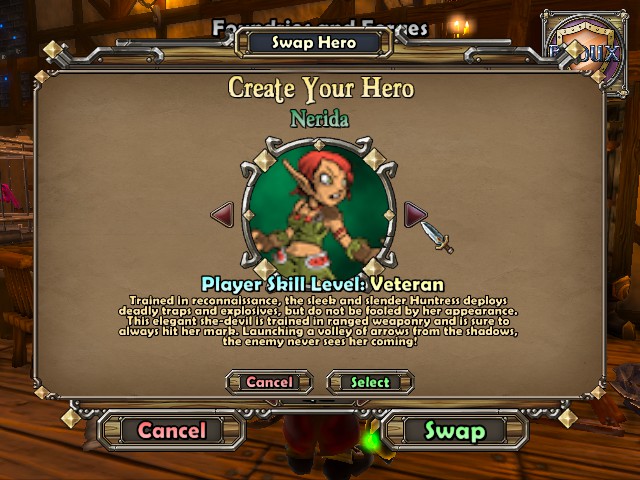 Foundries and Forges
Swap Hero
Create Your Hero
Nerida
Player Skill Level: Veteran
Trained in reconnaissance, the sleek and slender Huntress deploys
deadly traps and explosives, but do not be fooled by her appearance.
This elegant she-devil is trained in ranged weaponry and is sure to
always hit her mark. Launching a volley of arrows from the shadows,
the enemy never sees her coming!
Cancel
Select
Cancel
Swap